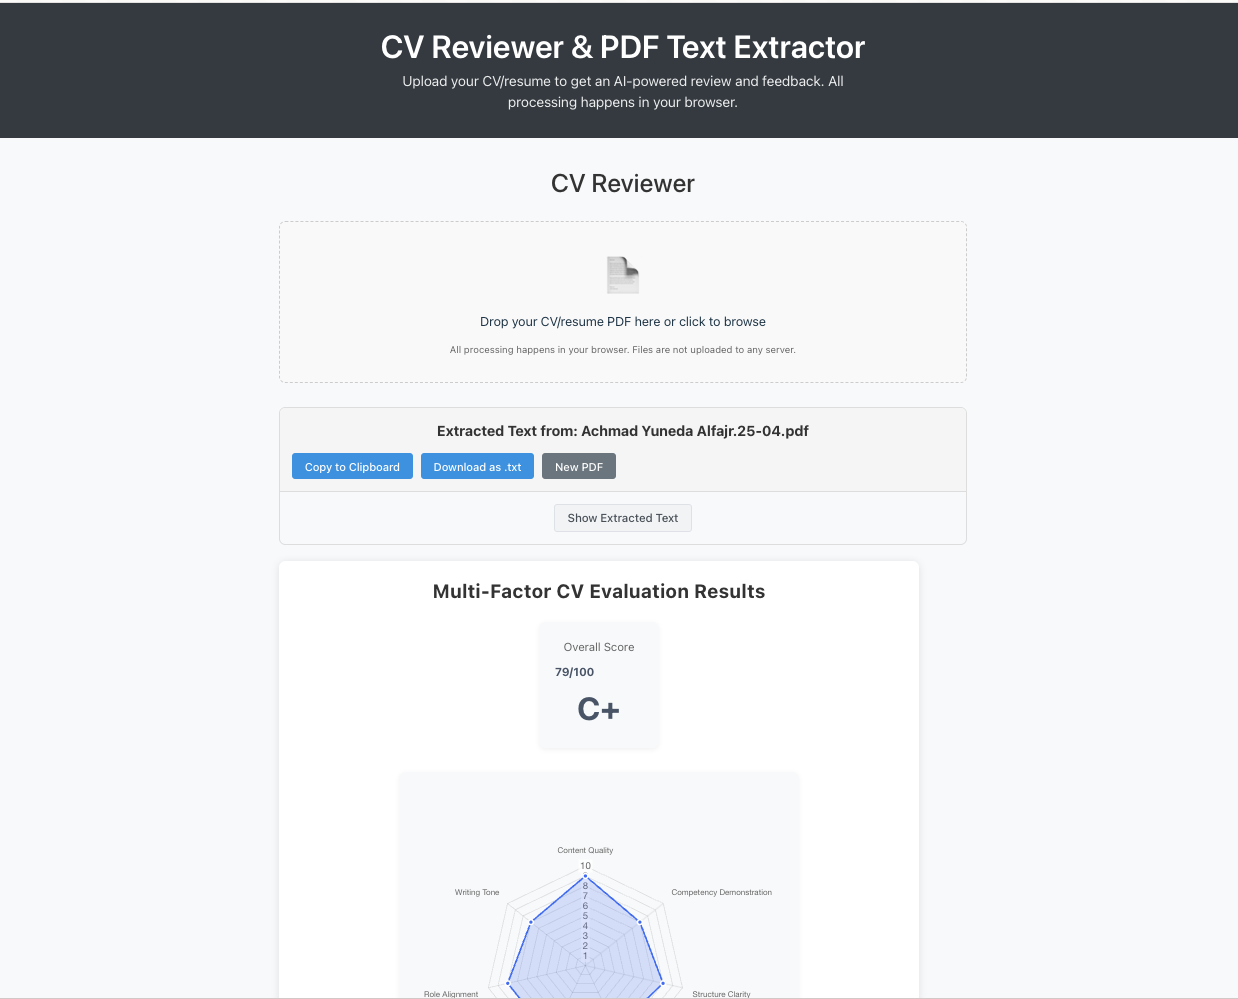 CV Reviewer & PDF Text Extractor
Upload your CV/resume to get an AI-powered review and feedback. All
processing happens in your browser.
CV Reviewer
Drop your CV/resume PDF here or click to browse
All processing happens in your browser. Files are not uploaded to any server.
Extracted Text from: Achmad Yuneda Alfajr.25-04.pdf
Copy to Clipboard
Download as .txt
New PDF
Show Extracted Text
Multi-Factor CV Evaluation Results
Overall Score
79/100
C+
Content Quality
10
Writing Tone
Competency Demonstration
8
7
6
5
4
3
2
1
Role Alignment
Structure Clarity